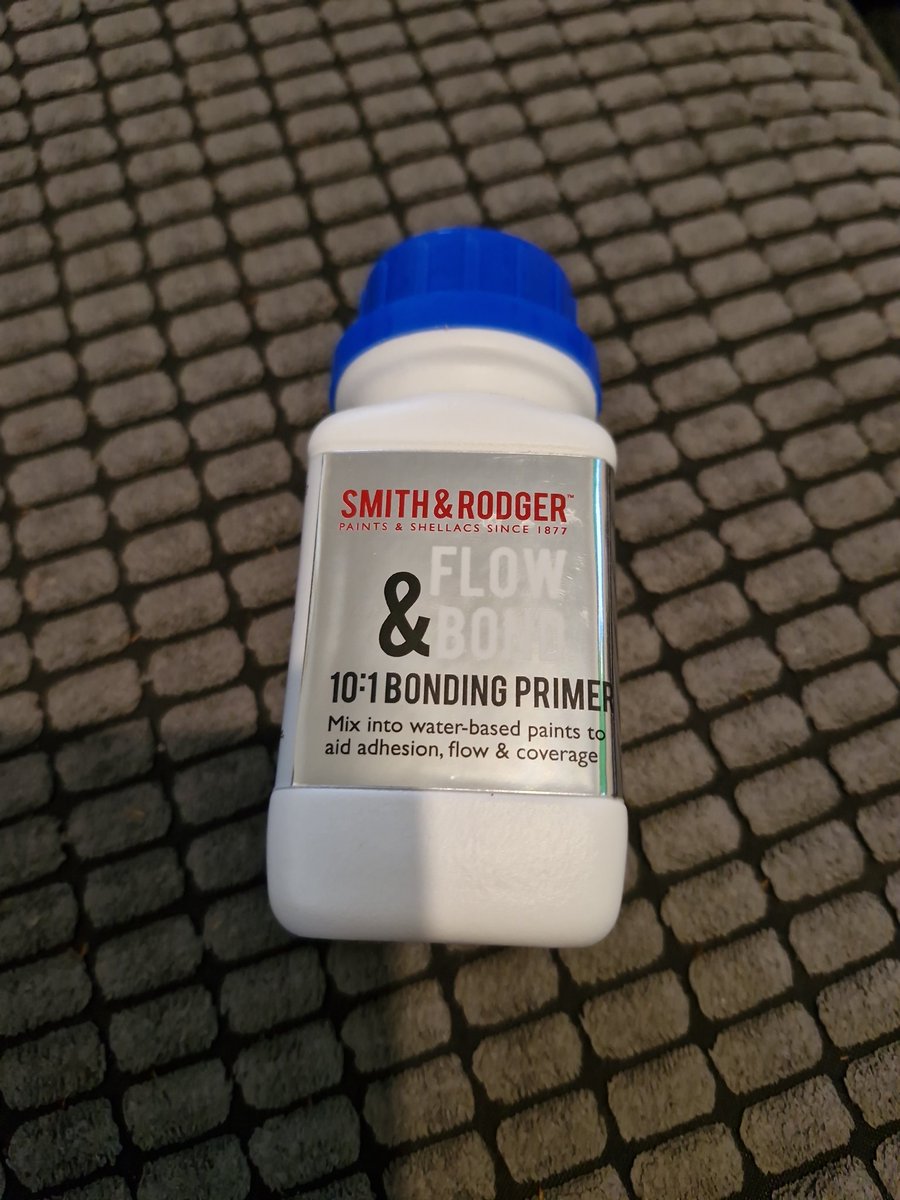 SMITH & RODGER™
PAINTS & SHELLACS SINCE 1877
FLOW
& BOND
10:1 BONDING PRIMER
Mix into water-based paints to
aid adhesion, flow & coverage